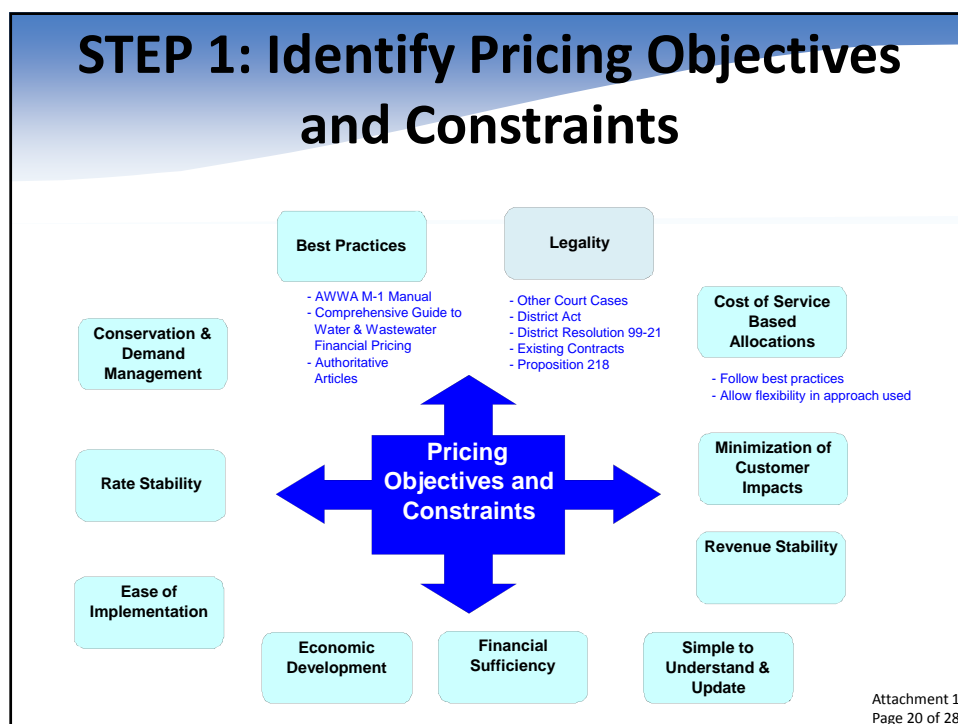 STEP 1: Identify Pricing Objectives
and Constraints
Best Practices
- AWWA M-1 Manual
- Comprehensive Guide to
Water & Wastewater
Financial Pricing
- Authoritative
Articles
Legality
- Other Court Cases
- District Act
- District Resolution 99-21
- Existing Contracts
- Proposition 218
Cost of Service
Based
Allocations
- Follow best practices
- Allow flexibility in approach used
Conservation &
Demand
Management
Pricing
Objectives and
Constraints
Minimization of
Customer
Impacts
Rate Stability
Revenue Stability
Ease of
Implementation
Economic
Development
Financial
Sufficiency
Simple to
Understand &
Update
Attachment 1
Page 20 of 28